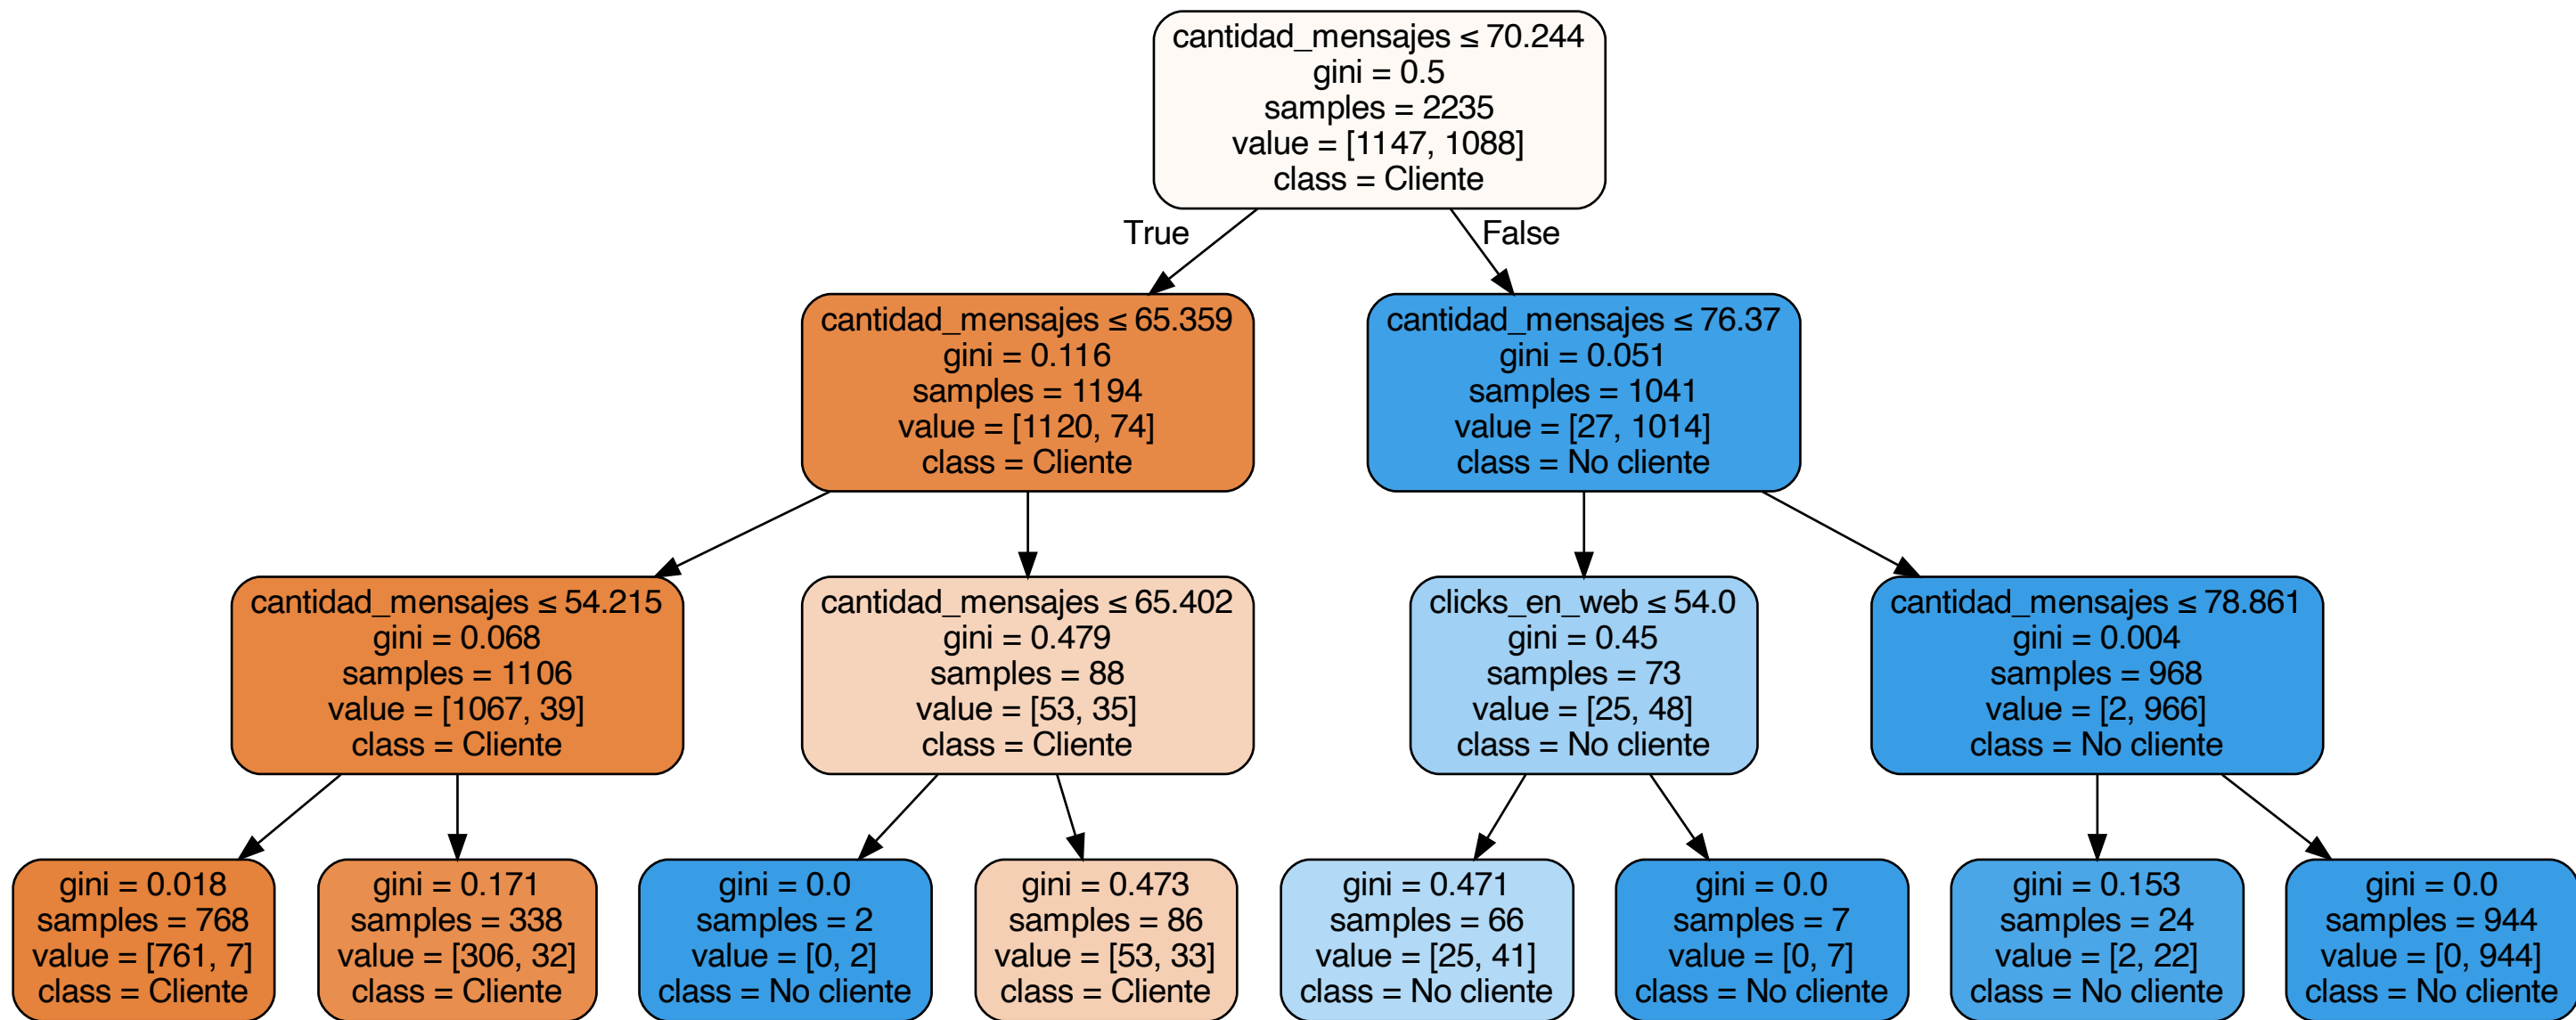 cantidad_mensajes ≤ 70.244
gini = 0.5
samples = 2235
value = [1147, 1088]
class = Cliente
True
False
cantidad_mensajes ≤ 65.359
gini = 0.116
samples = 1194
value = [1120, 74]
class = Cliente
cantidad_mensajes ≤ 76.37
gini = 0.051
samples = 1041
value = [27, 1014]
class = No cliente
cantidad_mensajes ≤ 54.215
gini = 0.068
samples = 1106
value = [1067, 39]
class = Cliente
cantidad_mensajes ≤ 65.402
gini = 0.479
samples = 88
value = [53, 35]
class = Cliente
clicks_en_web ≤ 54.0
gini = 0.45
samples = 73
value = [25, 48]
class = No cliente
cantidad_mensajes ≤ 78.861
gini = 0.004
samples = 968
value = [2, 966]
class = No cliente
gini = 0.018
samples = 768
value = [761, 7]
class = Cliente
gini = 0.171
samples = 338
value = [306, 32]
class = Cliente
gini = 0.0
samples = 2
value = [0, 2]
class = No cliente
gini = 0.473
samples = 86
value = [53, 33]
class = Cliente
gini = 0.471
samples = 66
value = [25, 41]
class = No cliente
gini = 0.0
samples = 7
value = [0, 7]
class = No cliente
gini = 0.153
samples = 24
value = [2, 22]
class = No cliente
gini = 0.0
samples = 944
value = [0, 944]
class = No cliente